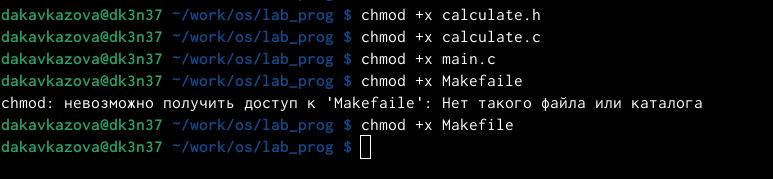 dakavkazova@dk3n37 ~/work/os/lab_prog $ chmod +x calculate.h
dakavkazova@dk3n37 ~/work/os/lab_prog $ chmod +x calculate.c
dakavkazova@dk3n37 ~/work/os/lab_prog $ chmod +x main.c
dakavkazova@dk3n37 ~/work/os/lab_prog $ chmod +x Makefaile
chmod: невозможно получить доступ к 'Makefaile': Нет такого файла или каталога
dakavkazova@dk3n37 ~/work/os/lab_prog $ chmod +x Makefile
dakavkazova@dk3n37 ~/work/os/lab_prog $